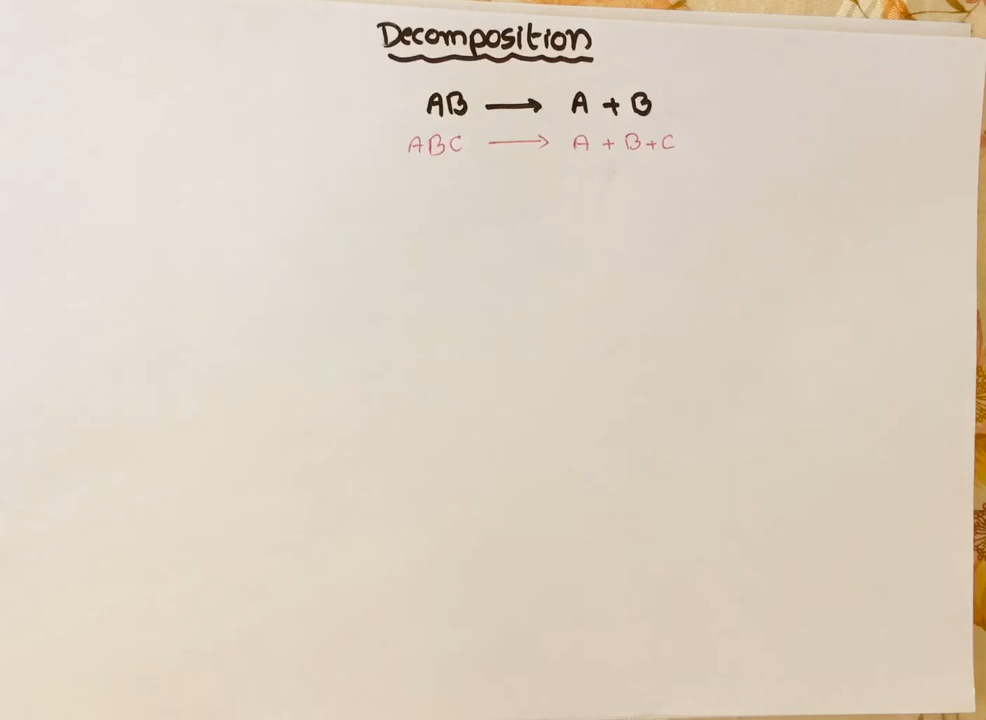 Decomposition
AB ⟶ A + B
ABC ⟶ A + B + C